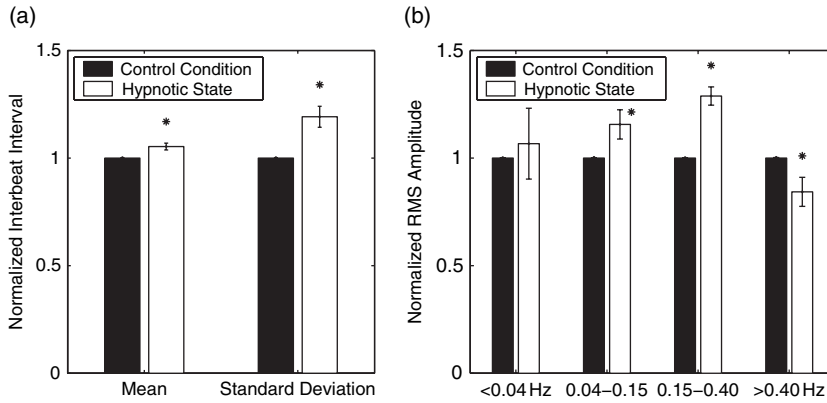 (a)
Normalized Interbeat Interval
1.5
1
0.5
0
Control Condition
Hypnotic State
*
*
Mean
Standard Deviation
(b)
Normalized RMS Amplitude
1.5
1
0.5
0
Control Condition
Hypnotic State
*
*
*
<0.04 Hz
0.04–0.15
0.15–0.40
>0.40 Hz